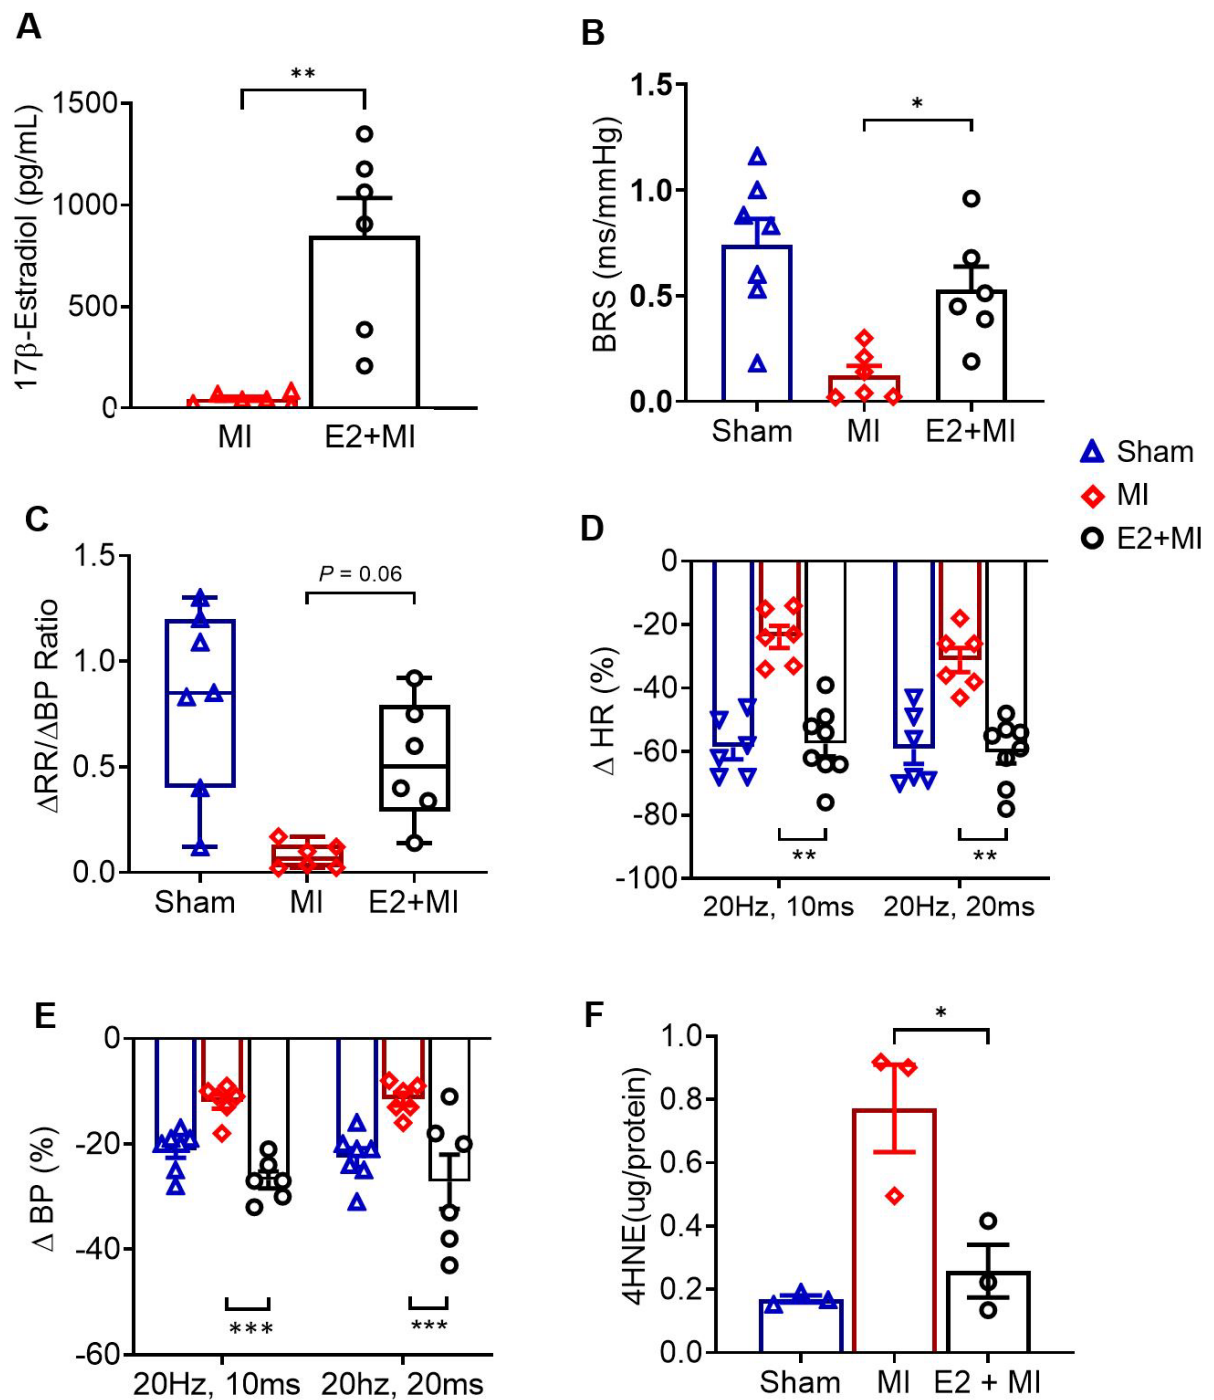 A
**
17β-Estradiol (pg/mL)
1500
1000
500
0
MI
E2+MI
B
*
BRS (ms/mmHg)
1.5
1.0
0.5
0.0
Sham
MI
E2+MI
Sham
MI
E2+MI
C
P = 0.06
ΔRR/ΔBP Ratio
1.5
1.0
0.5
0.0
Sham
MI
E2+MI
D
Δ HR (%)
0
-20
-40
-60
-80
-100
**
**
20Hz, 10ms
20Hz, 20ms
E
Δ BP (%)
0
-20
-40
-60
***
***
20Hz, 10ms
20hz, 20ms
F
*
4HNE(ug/protein)
1.0
0.8
0.6
0.4
0.2
0.0
Sham
MI
E2 + MI